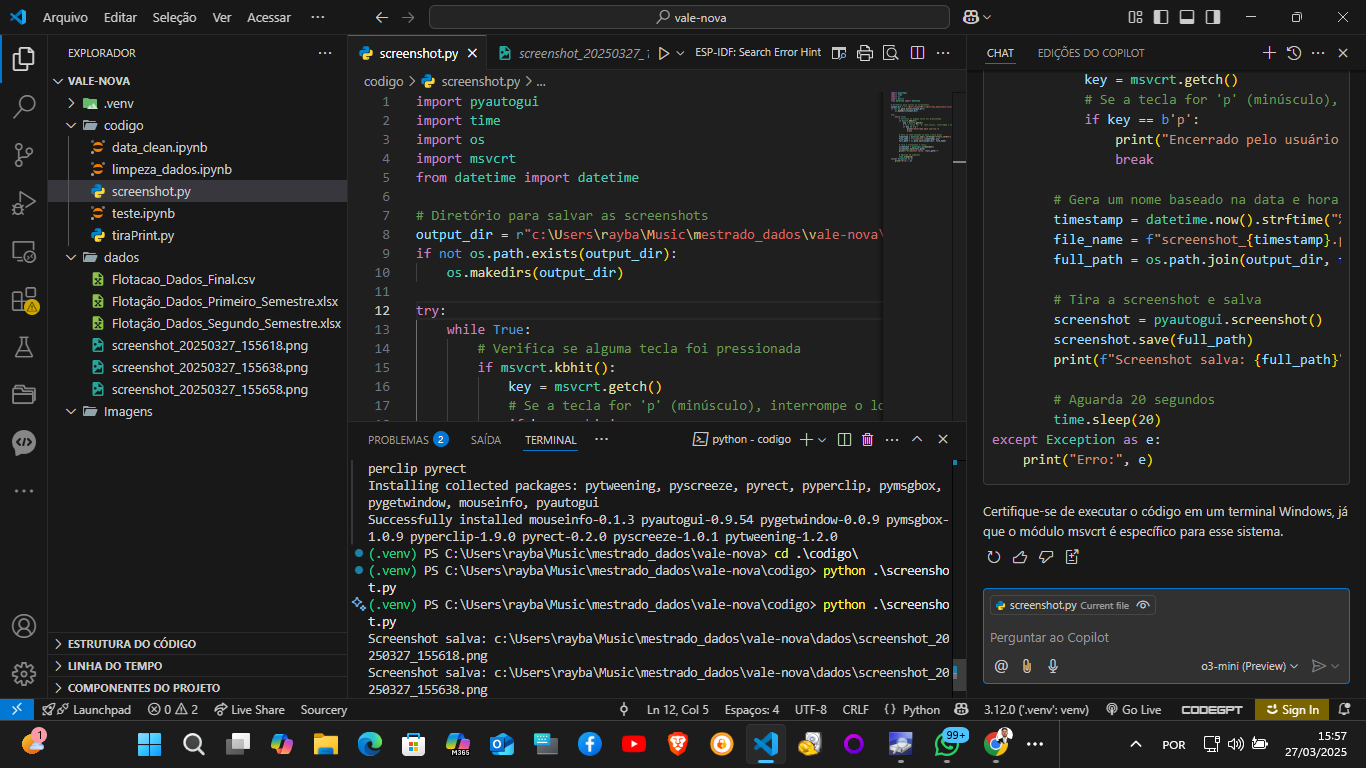 Arquivo Editar Seleção Ver Acessar ··· vale-nova
EXPLORADOR ···
VALE-NOVA
.venv
codigo
data_clean.ipynb
limpeza_dados.ipynb
screenshot.py
teste.ipynb
tiraPrint.py
dados
Flotacao_Dados_Final.csv
Flotação_Dados_Primeiro_Semestre.xlsx
Flotação_Dados_Segundo_Semestre.xlsx
screenshot_20250327_155618.png
screenshot_20250327_155638.png
screenshot_20250327_155658.png
Imagens
ESTRUTURA DO CÓDIGO
LINHA DO TEMPO
COMPONENTES DO PROJETO
screenshot.py screenshot_20250327_ ESP-IDF: Search Error Hint ···
codigo > screenshot.py > ...
1 import pyautogui
2 import time
3 import os
4 import msvcrt
5 from datetime import datetime
6
7 # Diretório para salvar as screenshots
8 output_dir = r"c:\Users\rayba\Music\mestrado_dados\vale-nova\
9 if not os.path.exists(output_dir):
10 os.makedirs(output_dir)
11
12 try:
13 while True:
14 # Verifica se alguma tecla foi pressionada
15 if msvcrt.kbhit():
16 key = msvcrt.getch()
17 # Se a tecla for 'p' (minúsculo), interrompe o lo
PROBLEMAS 2 SAÍDA TERMINAL ··· python - codigo ···
perclip pyrect
Installing collected packages: pytweening, pyscreeze, pyrect, pyperclip, pymsgbox,
pygetwindow, mouseinfo, pyautogui
Successfully installed mouseinfo-0.1.3 pyautogui-0.9.54 pygetwindow-0.0.9 pymsgbox-
1.0.9 pyperclip-1.9.0 pyrect-0.2.0 pyscreeze-1.0.1 pytweening-1.2.0
(.venv) PS C:\Users\rayba\Music\mestrado_dados\vale-nova> cd .\codigo\
(.venv) PS C:\Users\rayba\Music\mestrado_dados\vale-nova\codigo> python .\screensho
t.py
(.venv) PS C:\Users\rayba\Music\mestrado_dados\vale-nova\codigo> python .\screensho
t.py
Screenshot salva: c:\Users\rayba\Music\mestrado_dados\vale-nova\dados\screenshot_20
250327_155618.png
Screenshot salva: c:\Users\rayba\Music\mestrado_dados\vale-nova\dados\screenshot_20
250327_155638.png
CHAT EDIÇÕES DO COPILOT ···
key = msvcrt.getch()
# Se a tecla for 'p' (minúsculo),
if key == b'p':
print("Encerrado pelo usuário
break
# Gera um nome baseado na data e hora
timestamp = datetime.now().strftime("%
file_name = f"screenshot_{timestamp}.p
full_path = os.path.join(output_dir, f
# Tira a screenshot e salva
screenshot = pyautogui.screenshot()
screenshot.save(full_path)
print(f"Screenshot salva: {full_path}"
# Aguarda 20 segundos
time.sleep(20)
except Exception as e:
print("Erro:", e)
Certifique-se de executar o código em um terminal Windows, já
que o módulo msvcrt é específico para esse sistema.
screenshot.py Current file
Perguntar ao Copilot
@ o3-mini (Preview)
Launchpad 0 2 Live Share Sourcery Ln 12, Col 5 Espaços: 4 UTF-8 CRLF {} Python 3.12.0 ('.venv': venv) Go Live CODEGPT Sign In
1 M365 99+ ··· POR 15:57
27/03/2025